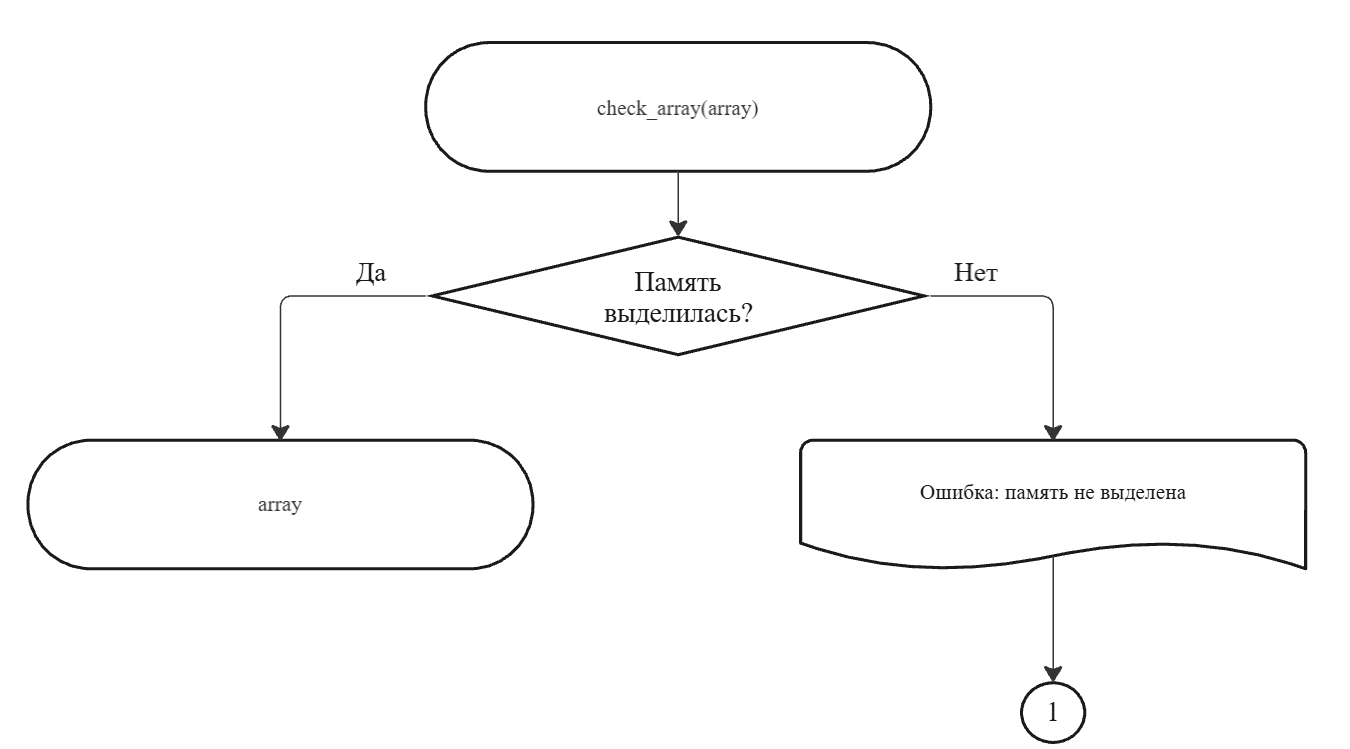 check_array(array)
Да
Нет
Память
выделилась?
array
Ошибка: память не выделена
1